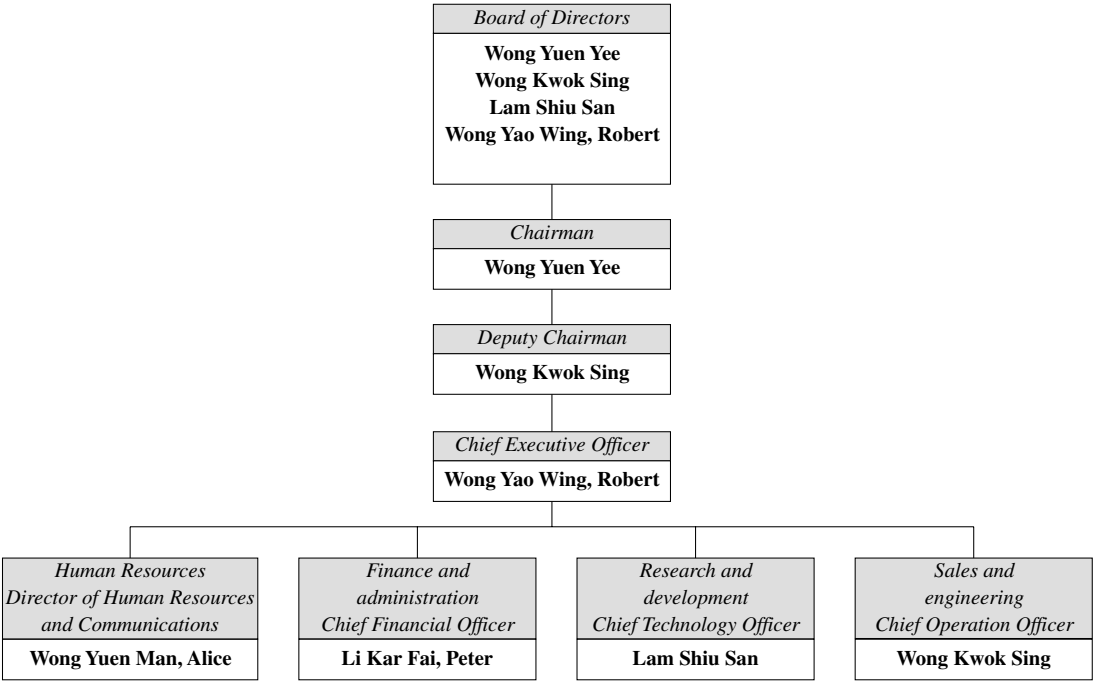 Board of Directors
Wong Yuen Yee
Wong Kwok Sing
Lam Shiu San
Wong Yao Wing, Robert
Chairman
Wong Yuen Yee
Deputy Chairman
Wong Kwok Sing
Chief Executive Officer
Wong Yao Wing, Robert
Human Resources
Director of Human Resources
and Communications
Wong Yuen Man, Alice
Finance and
administration
Chief Financial Officer
Li Kar Fai, Peter
Research and
development
Chief Technology Officer
Lam Shiu San
Sales and
engineering
Chief Operation Officer
Wong Kwok Sing